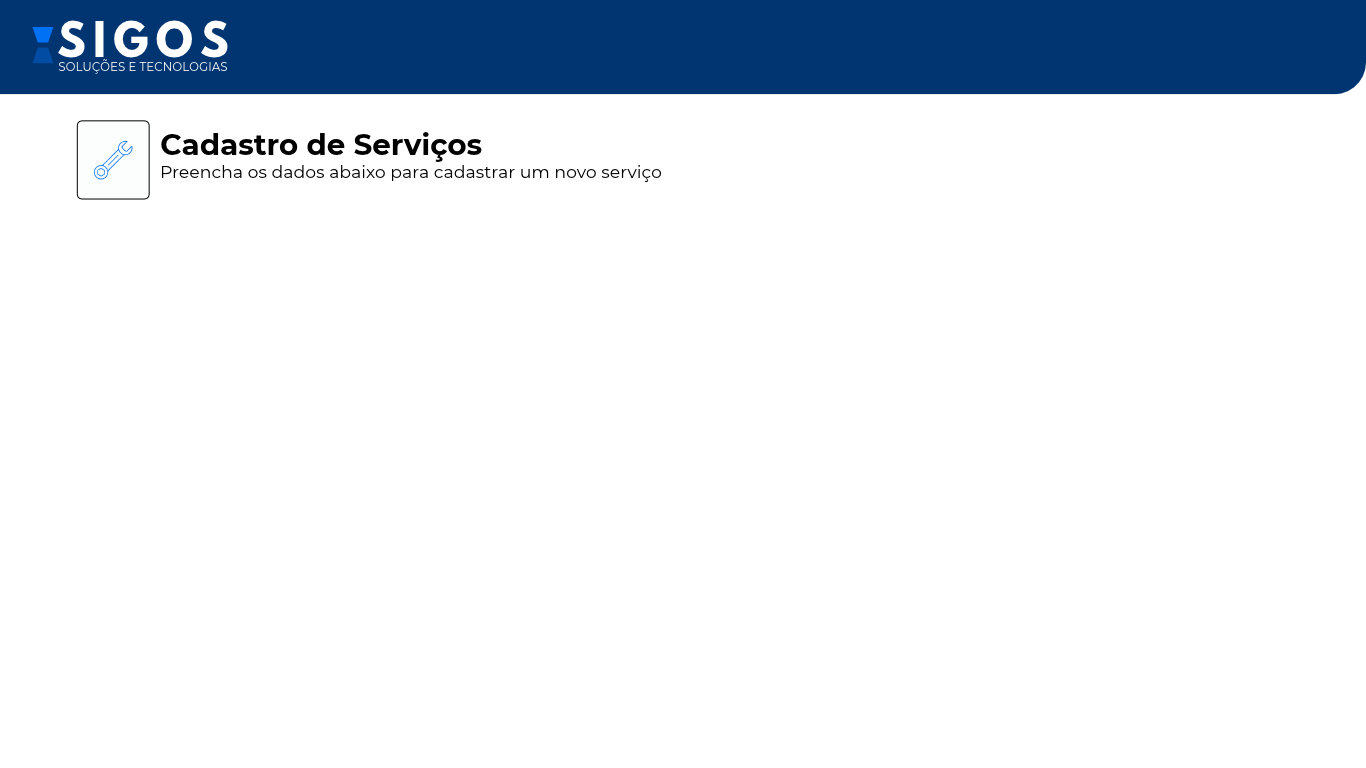 SIGOS
SOLUÇÕES E TECNOLOGIAS
Cadastro de Serviços
Preencha os dados abaixo para cadastrar um novo serviço